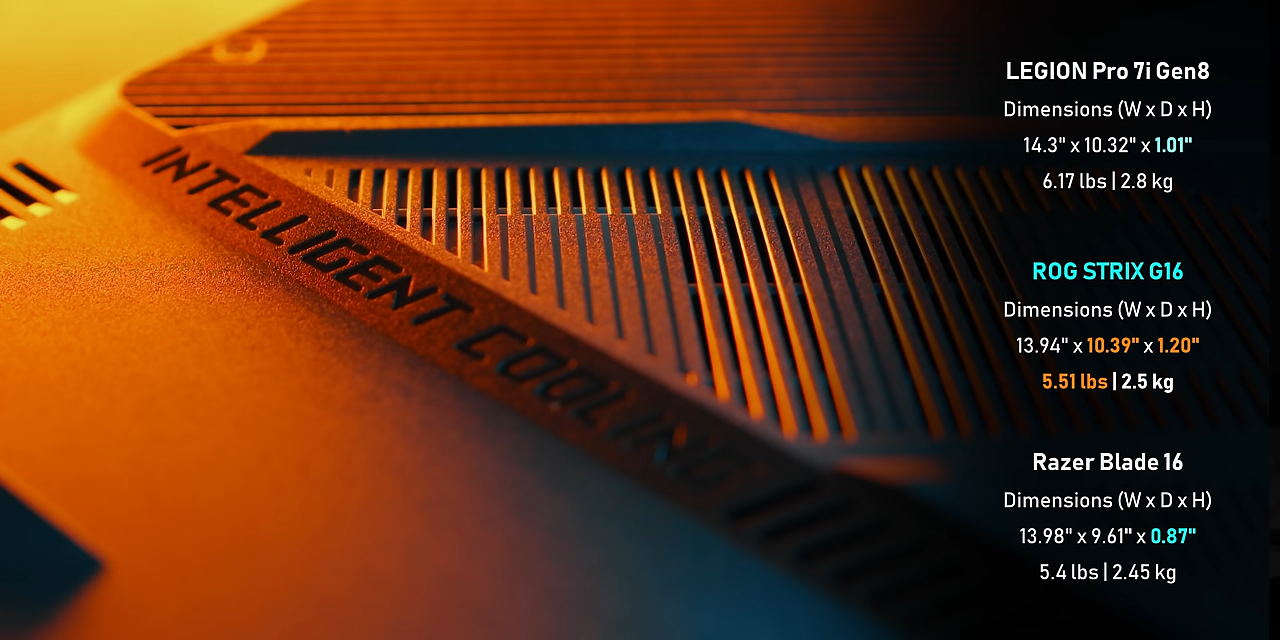 INTELLIGENT COOLING
LEGION Pro 7i Gen8
Dimensions (W x D x H)
14.3" x 10.32" x 1.01"
6.17 lbs | 2.8 kg
ROG STRIX G16
Dimensions (W x D x H)
13.94" x 10.39" x 1.20"
5.51 lbs | 2.5 kg
Razer Blade 16
Dimensions (W x D x H)
13.98" x 9.61" x 0.87"
5.4 lbs | 2.45 kg